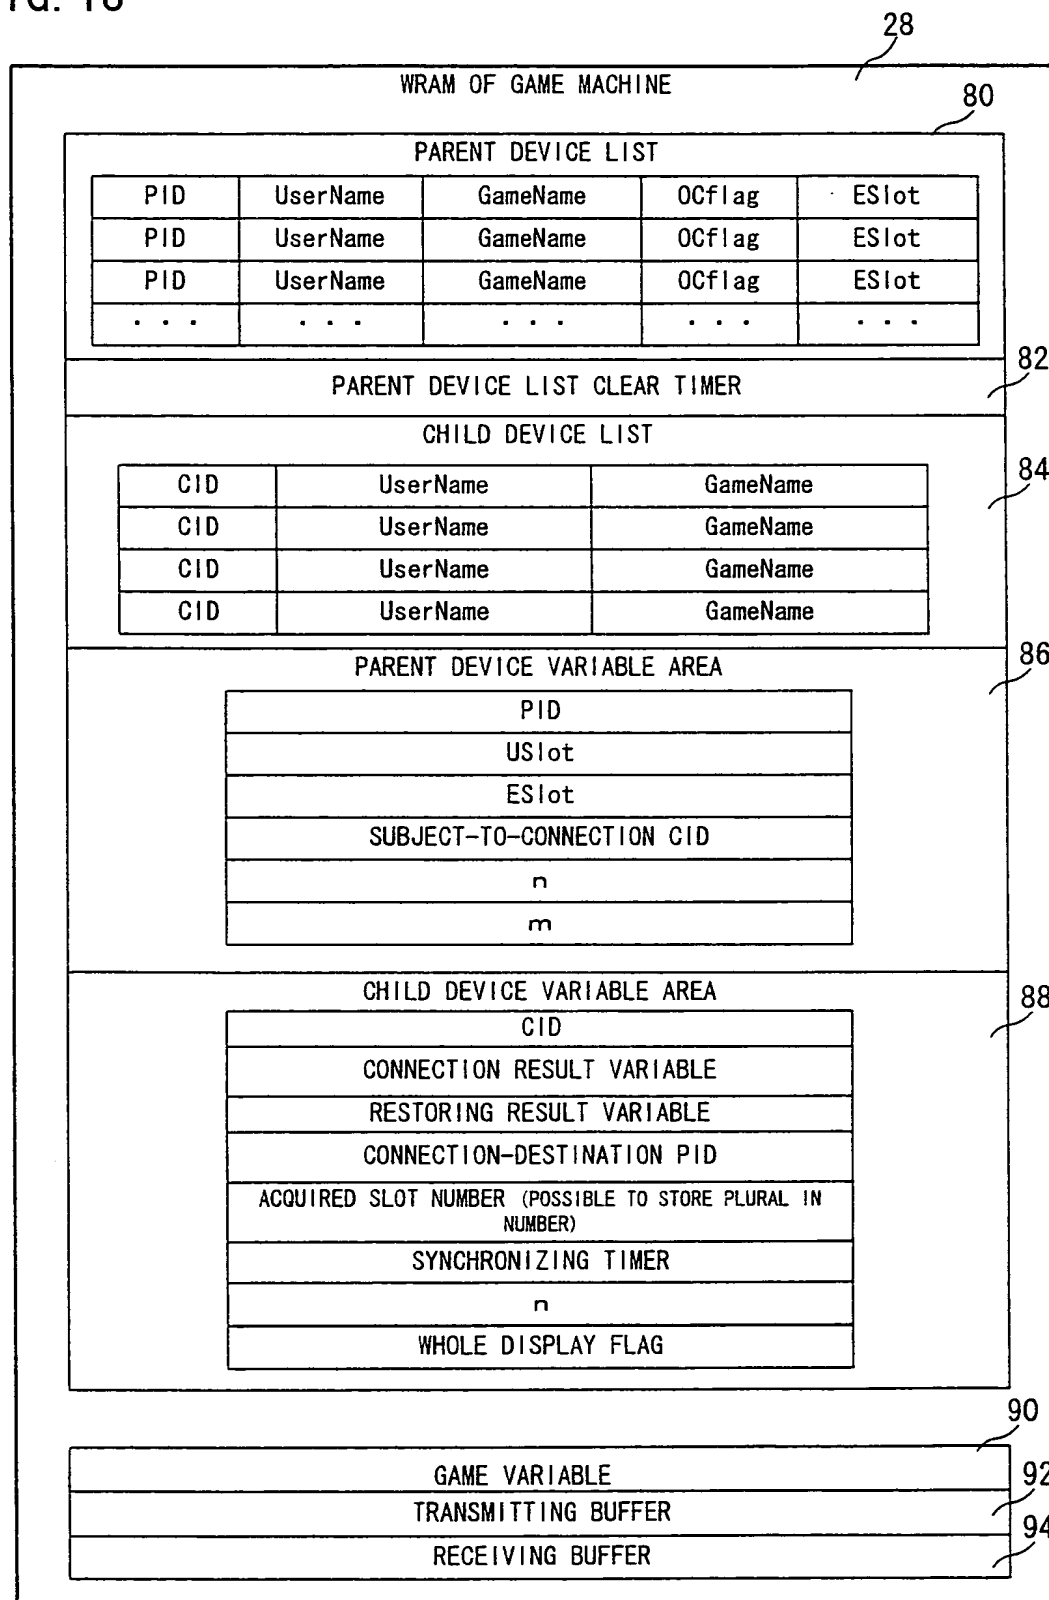 28
WRAM OF GAME MACHINE
80
PARENT DEVICE LIST
PID UserName GameName OCflag ESlot
PID UserName GameName OCflag ESlot
PID UserName GameName OCflag ESlot
... ... ... ... ...
82
PARENT DEVICE LIST CLEAR TIMER
CHILD DEVICE LIST
84
CID UserName GameName
CID UserName GameName
CID UserName GameName
CID UserName GameName
86
PARENT DEVICE VARIABLE AREA
PID
USlot
ESlot
SUBJECT-TO-CONNECTION CID
n
m
CHILD DEVICE VARIABLE AREA
88
CID
CONNECTION RESULT VARIABLE
RESTORING RESULT VARIABLE
CONNECTION-DESTINATION PID
ACQUIRED SLOT NUMBER (POSSIBLE TO STORE PLURAL IN
NUMBER)
SYNCHRONIZING TIMER
n
WHOLE DISPLAY FLAG
90
GAME VARIABLE
92
TRANSMITTING BUFFER
94
RECEIVING BUFFER